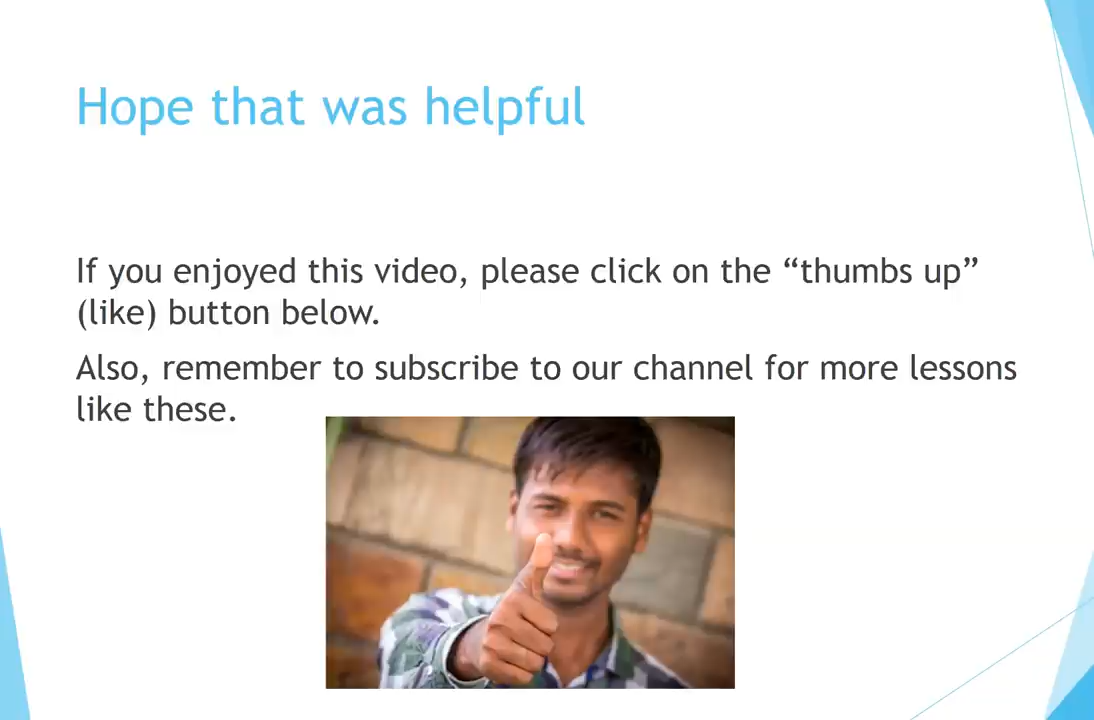 Hope that was helpful
If you enjoyed this video, please click on the “thumbs up”
(like) button below.
Also, remember to subscribe to our channel for more lessons
like these.